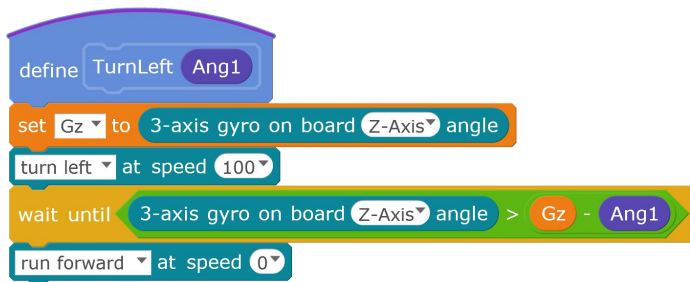 define TurnLeft Ang1
set Gz to 3-axis gyro on board Z-Axis angle
turn left at speed 100
wait until 3-axis gyro on board Z-Axis angle > Gz - Ang1
run forward at speed 0